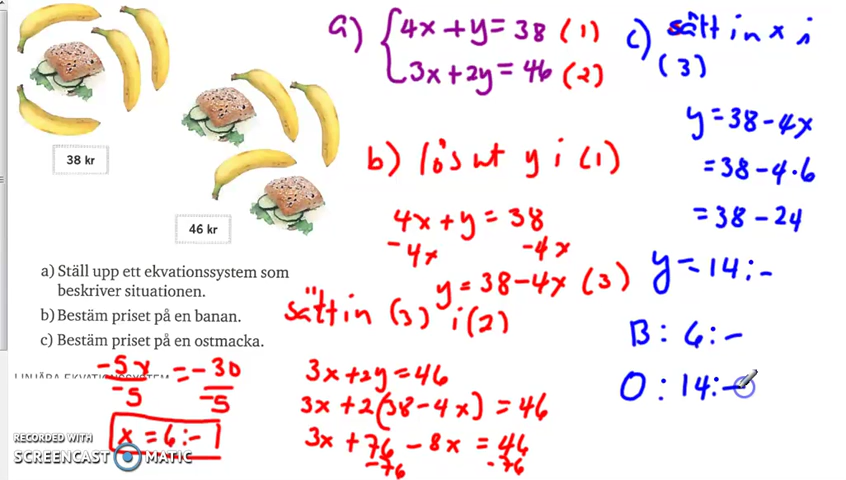 38 kr
46 kr
a) Ställ upp ett ekvationssystem som
beskriver situationen.
b) Bestäm priset på en banan.
c) Bestäm priset på en ostmacka.
LINJÄRA EKVATIONSSYSTEM
a) 4x + y = 38 (1)
3x + 2y = 46 (2)
b) lös ut y i (1)
4x + y = 38
-4x -4x
y = 38 - 4x (3)
sätt in (3) i (2)
3x + 2y = 46
3x + 2(38 - 4x) = 46
3x + 76 - 8x = 46
-76 -76
-5x/-5 = -30/-5
x = 6:-
c) sätt in x i
(3)
y = 38 - 4x
= 38 - 4·6
= 38 - 24
y = 14:-
B: 6:-
O: 14:-
RECORDED WITH
SCREENCAST MATIC